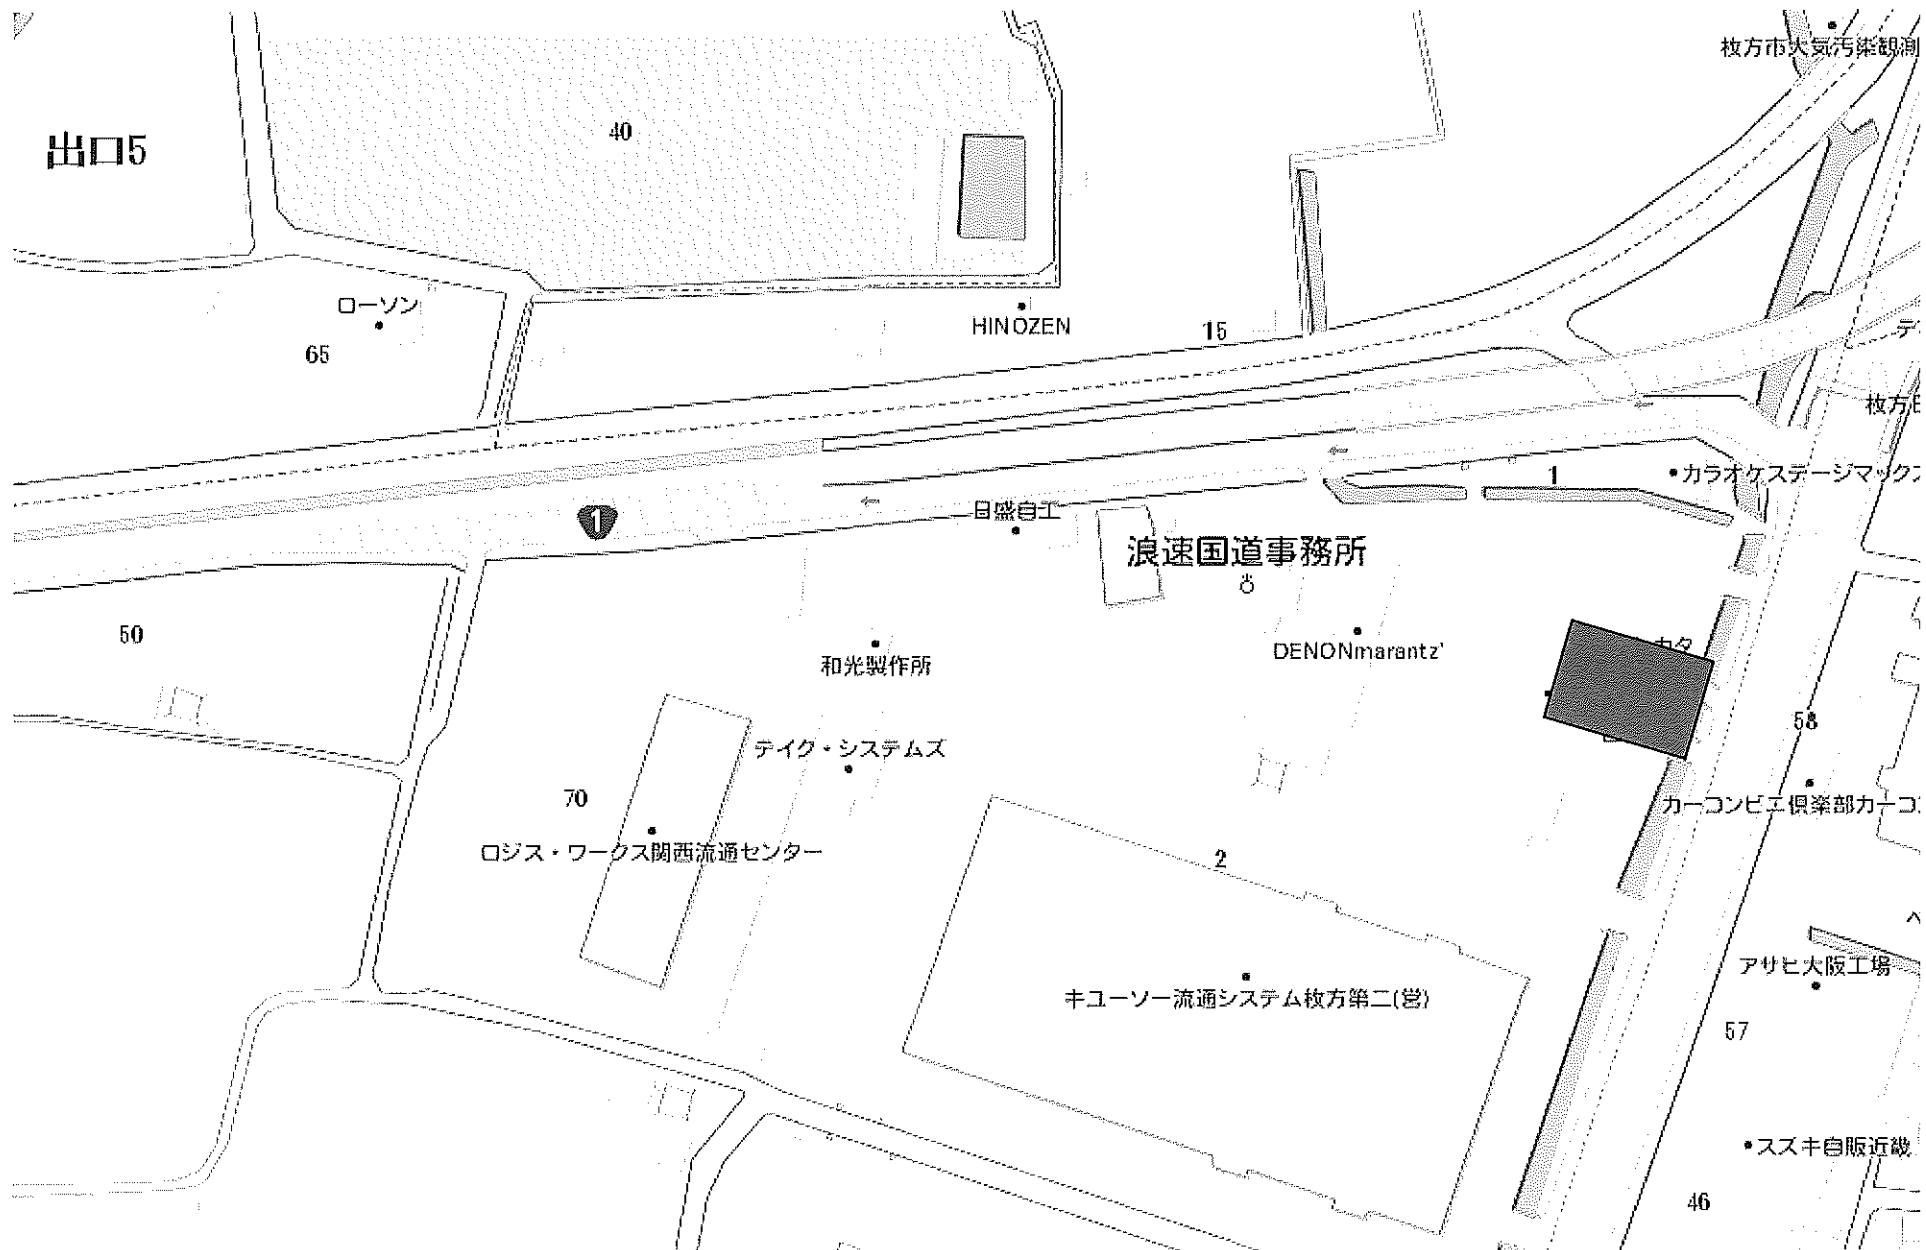 枚方市大気汚染観測
40
出口5
ローソン
HINOZEN
15
65
枚方
1
カラオケステージマックス
1
日盛自工
浪速国道事務所
50
カタ
DENONmarantz'
和光製作所
58
テイク・システムズ
70
カーコンビニ倶楽部カーコ
ロジス・ワークス関西流通センター
2
アサヒ大阪工場
キユーソー流通システム枚方第二(営)
57
スズキ自販近畿
46